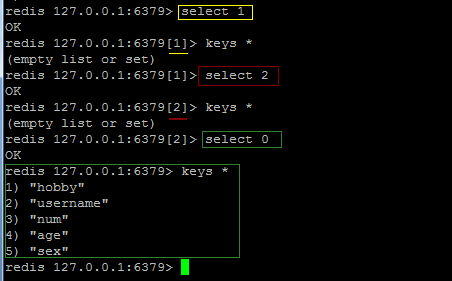 redis 127.0.0.1:6379> select 1
OK
redis 127.0.0.1:6379[1]> keys *
(empty list or set)
redis 127.0.0.1:6379[1]> select 2
OK
redis 127.0.0.1:6379[2]> keys *
(empty list or set)
redis 127.0.0.1:6379[2]> select 0
OK
redis 127.0.0.1:6379> keys *
1) "hobby"
2) "username"
3) "num"
4) "age"
5) "sex"
redis 127.0.0.1:6379>